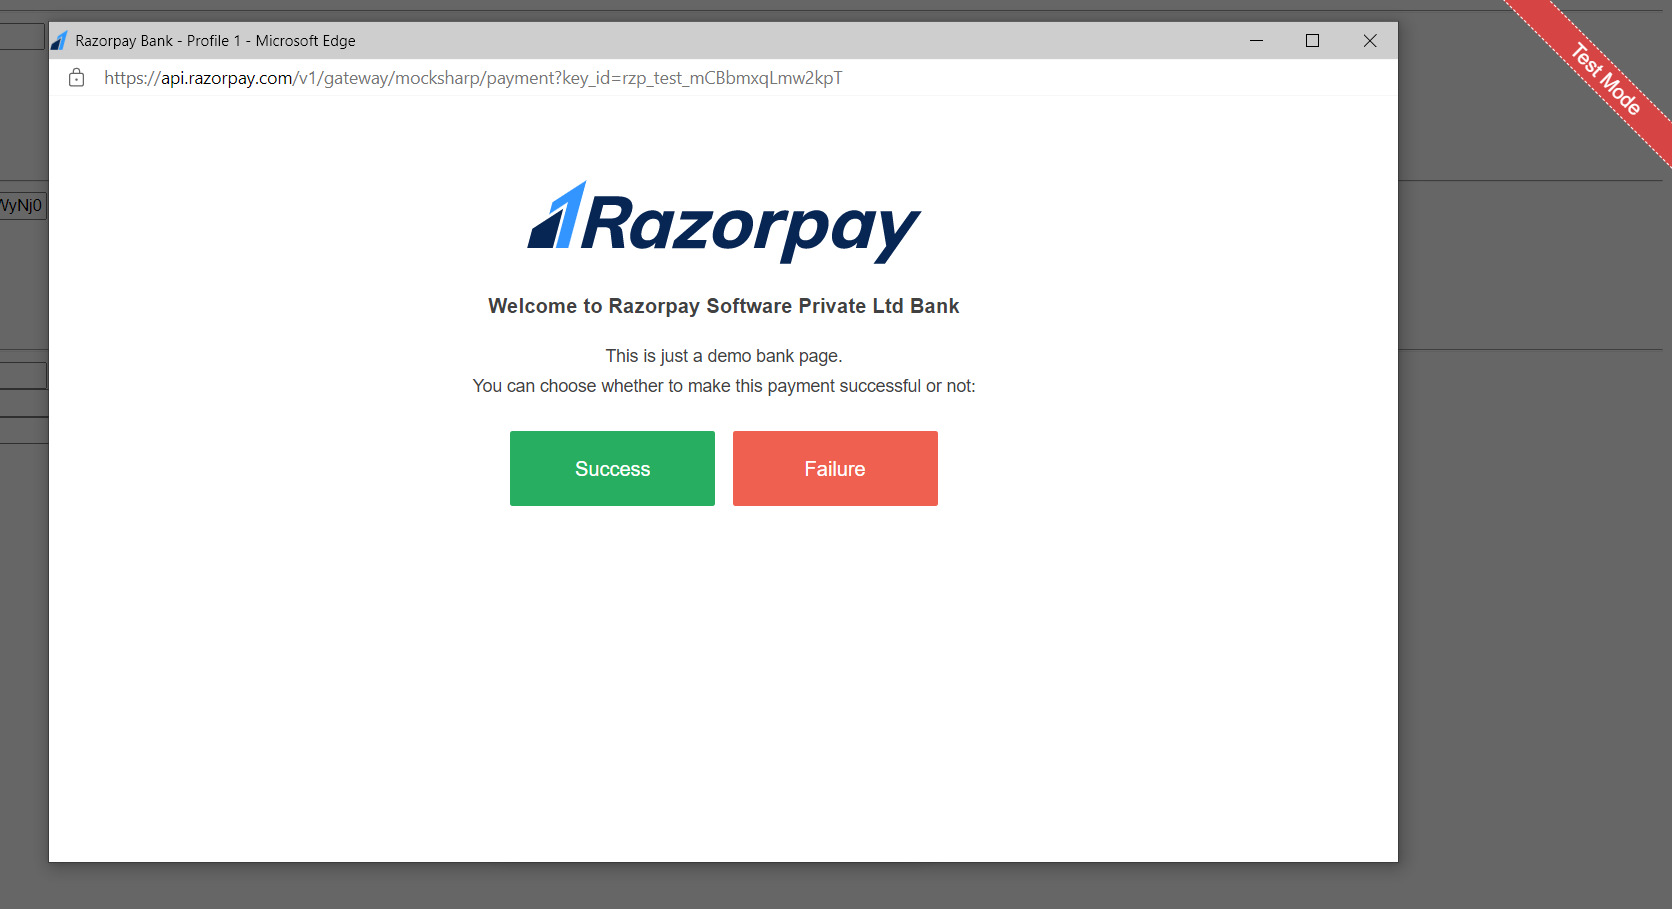 Razorpay Bank - Profile 1 - Microsoft Edge
https://api.razorpay.com/v1/gateway/mocksharp/payment?key_id=rzp_test_mCBbmxqLmw2kpT
Test Mode
WyNj0
Razorpay
Welcome to Razorpay Software Private Ltd Bank
This is just a demo bank page.
You can choose whether to make this payment successful or not:
Success
Failure